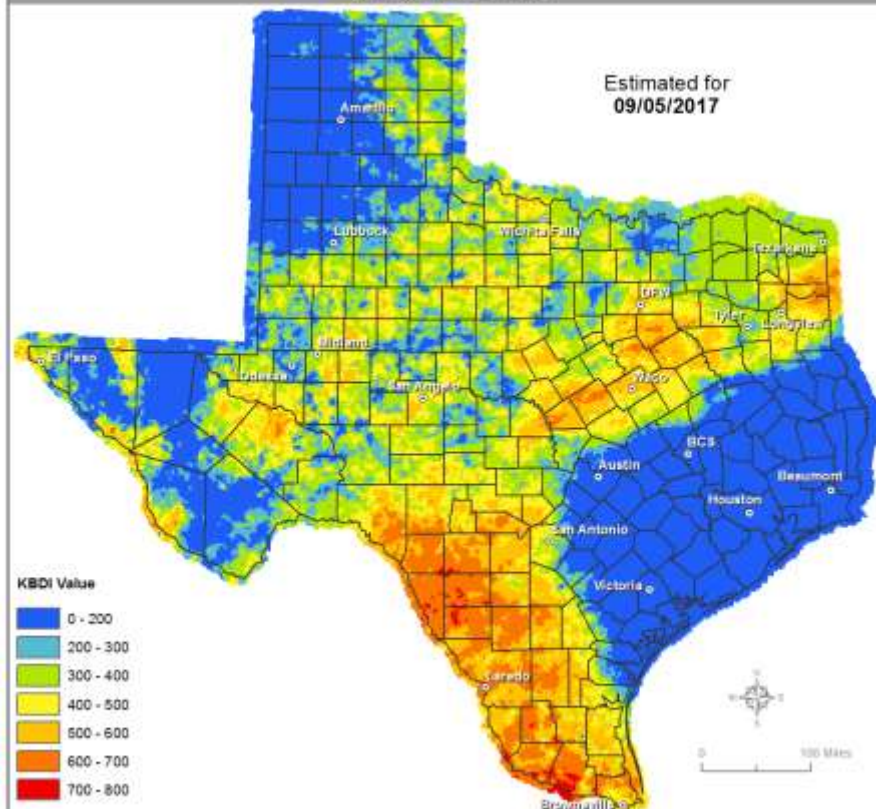 Estimated for
09/05/2017
Amarillo
Lubbock
Wichita Falls
Texarkana
DFW
Tyler
Longview
El Paso
Midland
Odessa
San Angelo
Waco
BCS
Austin
Beaumont
Houston
San Antonio
Victoria
Laredo
Brownsville
KBDI Value
0 - 200
200 - 300
300 - 400
400 - 500
500 - 600
600 - 700
700 - 800
0 100 Miles